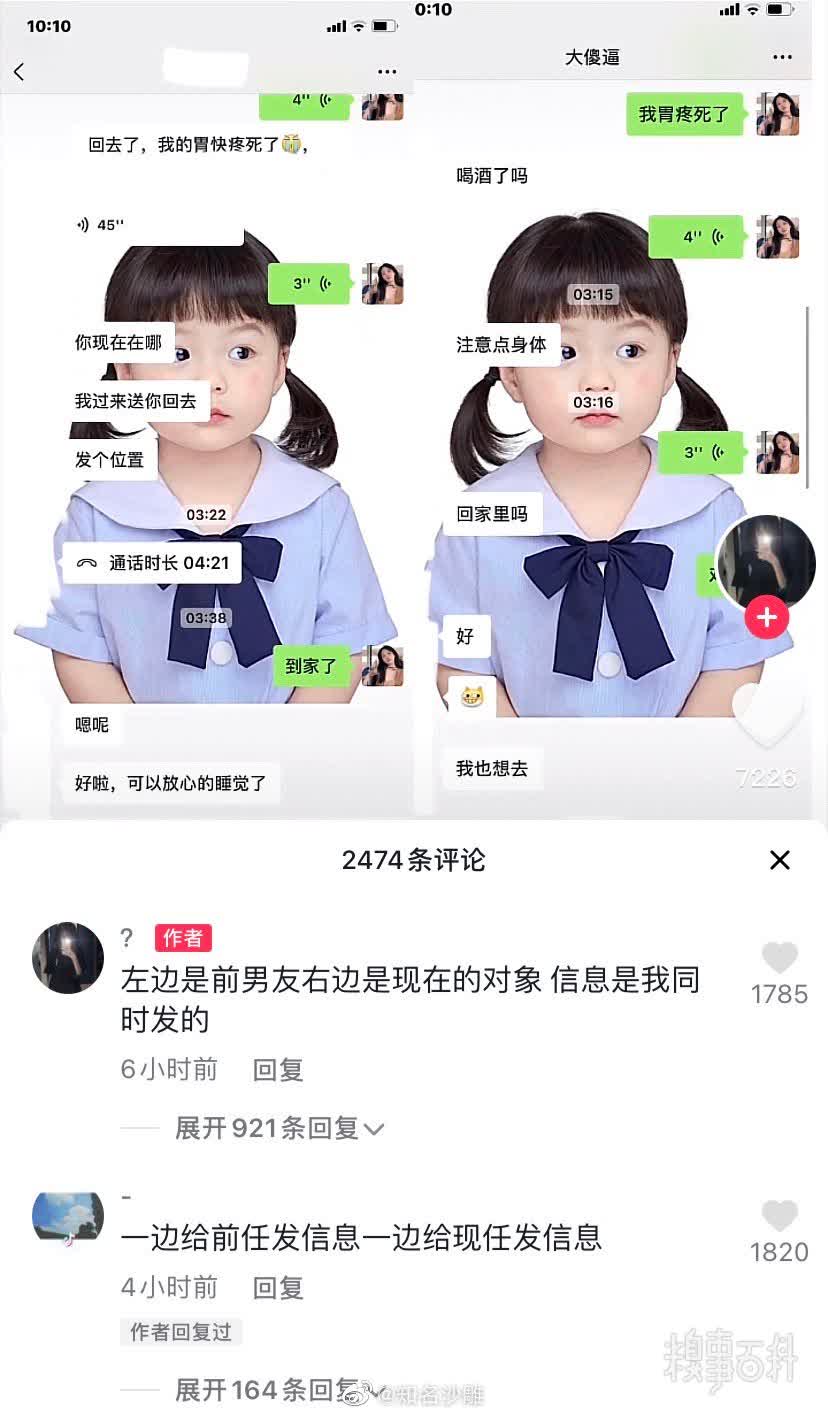 10:10
4''
回去了，我的胃快疼死了😭，
45''
3''
你现在在哪
我过来送你回去
发个位置
03:22
通话时长 04:21
03:38
到家了
嗯呢
好啦，可以放心的睡觉了
0:10
大傻逼
我胃疼死了
喝酒了吗
4''
03:15
注意点身体
03:16
3''
回家里吗
好
我也想去
7226
2474条评论
? 作者
左边是前男友右边是现在的对象 信息是我同
时发的
1785
6小时前 回复
展开921条回复
-
一边给前任发信息一边给现任发信息
1820
4小时前 回复
作者回复过
展开164条回复
@知名沙雕
糗事百科